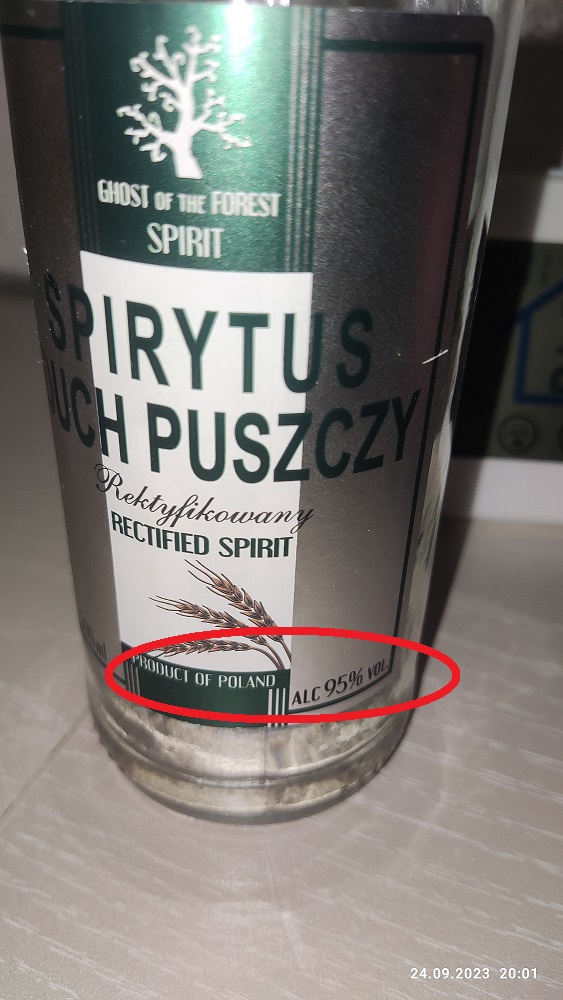 GHOST OF THE FOREST
SPIRIT
SPIRYTUS
DUCH PUSZCZY
Rektyfikowany
RECTIFIED SPIRIT
PRODUCT OF POLAND
ALC 95% VOL.
24.09.2023 20:01